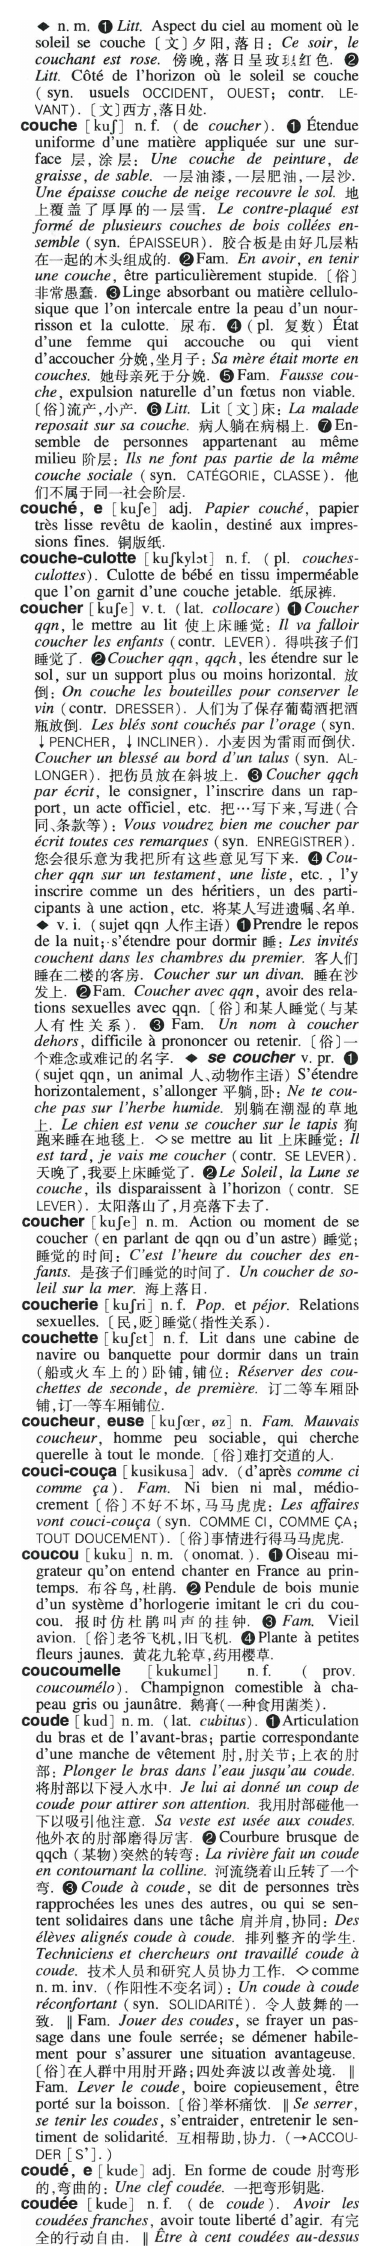 ◆ n. m. ❶ Litt. Aspect du ciel au moment où le
soleil se couche〔文〕夕阳,落日: Ce soir, le
couchant est rose. 傍晚,落日呈玫瑰红色. ❷
Litt. Côté de l'horizon où le soleil se couche
( syn. usuels OCCIDENT, OUEST; contr. LE-
VANT).〔文〕西方,落日处.
couche [kuʃ] n. f. ( de coucher). ❶ Étendue
uniforme d'une matière appliquée sur une sur-
face 层,涂层: Une couche de peinture, de
graisse, de sable. 一层油漆,一层肥油,一层沙.
Une épaisse couche de neige recouvre le sol. 地
上覆盖了厚厚的一层雪. Le contre-plaqué est
formé de plusieurs couches de bois collées en-
semble (syn. ÉPAISSEUR). 胶合板是由好几层粘
在一起的木头组成的. ❷ Fam. En avoir, en tenir
une couche, être particulièrement stupide.〔俗〕
非常愚蠢. ❸ Linge absorbant ou matière cellulo-
sique que l'on intercale entre la peau d'un nour-
risson et la culotte. 尿布. ❹ (pl. 复数) État
d'une femme qui accouche ou qui vient
d'accoucher 分娩,坐月子: Sa mère était morte en
couches. 她母亲死于分娩. ❺ Fam. Fausse cou-
che, expulsion naturelle d'un fœtus non viable.
〔俗〕流产,小产. ❻ Litt. Lit〔文〕床: La malade
reposait sur sa couche. 病人躺在病榻上. ❼ En-
semble de personnes appartenant au même
milieu 阶层: Ils ne font pas partie de la même
couche sociale (syn. CATÉGORIE, CLASSE). 他
们不属于同一社会阶层.
couché, e [kuʃe] adj. Papier couché, papier
très lisse revêtu de kaolin, destiné aux impres-
sions fines. 铜版纸.
couche-culotte [kuʃkylɔt] n. f. ( pl. couches-
culottes). Culotte de bébé en tissu imperméable
que l'on garnit d'une couche jetable. 纸尿裤.
coucher [kuʃe] v. t. (lat. collocare) ❶ Coucher
qqn, le mettre au lit 使上床睡觉: Il va falloir
coucher les enfants (contr. LEVER). 得哄孩子们
睡觉了. ❷ Coucher qqn, qqch, les étendre sur le
sol, sur un support plus ou moins horizontal. 放
倒: On couche les bouteilles pour conserver le
vin (contr. DRESSER). 人们为了保存葡萄酒把酒
瓶放倒. Les blés sont couchés par l'orage (syn.
↓PENCHER, ↓INCLINER). 小麦因为雷雨而倒伏.
Coucher un blessé au bord d'un talus (syn. AL-
LONGER). 把伤员放在斜坡上. ❸ Coucher qqch
par écrit, le consigner, l'inscrire dans un rap-
port, un acte officiel, etc. 把…写下来,写进(合
同、条款等): Vous voudrez bien me coucher par
écrit toutes ces remarques (syn. ENREGISTRER).
您会很乐意为我把所有这些意见写下来. ❹ Cou-
cher qqn sur un testament, une liste, etc., l'y
inscrire comme un des héritiers, un des parti-
cipants à une action, etc. 将某人写进遗嘱、名单.
◆ v. i. (sujet qqn 人作主语) ❶ Prendre le repos
de la nuit; s'étendre pour dormir 睡: Les invités
couchent dans les chambres du premier. 客人们
睡在二楼的客房. Coucher sur un divan. 睡在沙
发上. ❷ Fam. Coucher avec qqn, avoir des rela-
tions sexuelles avec qqn.〔俗〕和某人睡觉(与某
人有性关系). ❸ Fam. Un nom à coucher
dehors, difficile à prononcer ou retenir.〔俗〕一
个难念或难记的名字. ◆ se coucher v. pr. ❶
(sujet qqn, un animal 人、动物作主语) S'étendre
horizontalement, s'allonger 平躺,卧: Ne te cou-
che pas sur l'herbe humide. 别躺在潮湿的草地
上. Le chien est venu se coucher sur le tapis 狗
跑来睡在地毯上. ◇ se mettre au lit 上床睡觉: Il
est tard, je vais me coucher (contr. SE LEVER).
天晚了,我要上床睡觉了. ❷ Le Soleil, la Lune se
couche, ils disparaissent à l'horizon (contr. SE
LEVER). 太阳落山了,月亮落下去了.
coucher [kuʃe] n. m. Action ou moment de se
coucher (en parlant de qqn ou d'un astre) 睡觉;
睡觉的时间: C'est l'heure du coucher des en-
fants. 是孩子们睡觉的时间了. Un coucher de so-
leil sur la mer. 海上落日.
coucherie [kuʃri] n. f. Pop. et péjor. Relations
sexuelles.〔民,贬〕睡觉(指性关系).
couchette [kuʃɛt] n. f. Lit dans une cabine de
navire ou banquette pour dormir dans un train
(船或火车上的)卧铺,铺位: Réserver des cou-
chettes de seconde, de première. 订二等车厢卧
铺,订一等车厢铺位.
coucheur, euse [kuʃœr, øz] n. Fam. Mauvais
coucheur, homme peu sociable, qui cherche
querelle à tout le monde.〔俗〕难打交道的人.
couci-couça [kusikusa] adv. (d'après comme ci
comme ça). Fam. Ni bien ni mal, médio-
crement〔俗〕不好不坏,马马虎虎: Les affaires
vont couci-couça (syn. COMME CI, COMME ÇA;
TOUT DOUCEMENT).〔俗〕事情进行得马马虎虎.
coucou [kuku] n. m. (onomat.). ❶ Oiseau mi-
grateur qu'on entend chanter en France au prin-
temps. 布谷鸟,杜鹃. ❷ Pendule de bois munie
d'un système d'horlogerie imitant le cri du cou-
cou. 报时仿杜鹃叫声的挂钟. ❸ Fam. Vieil
avion.〔俗〕老爷飞机,旧飞机. ❹ Plante à petites
fleurs jaunes. 黄花九轮草,药用樱草.
coucoumelle [kukumɛl] n. f. ( prov.
coucoumèlo). Champignon comestible à cha-
peau gris ou jaunâtre. 鹅膏(一种食用菌类).
coude [kud] n. m. (lat. cubitus). ❶ Articulation
du bras et de l'avant-bras; partie correspondante
d'une manche de vêtement 肘,肘关节;上衣的肘
部: Plonger le bras dans l'eau jusqu'au coude.
将肘部以下浸入水中. Je lui ai donné un coup de
coude pour attirer son attention. 我用肘部碰他一
下以吸引他注意. Sa veste est usée aux coudes.
他外衣的肘部磨得厉害. ❷ Courbure brusque de
qqch (某物)突然的转弯: La rivière fait un coude
en contournant la colline. 河流绕着山丘转了一个
弯. ❸ Coude à coude, se dit de personnes très
rapprochées les unes des autres, ou qui se sen-
tent solidaires dans une tâche 肩并肩,协同: Des
élèves alignés coude à coude. 排列整齐的学生.
Techniciens et chercheurs ont travaillé coude à
coude. 技术人员和研究人员协力工作. ◇ comme
n. m. inv. (作阳性不变名词): Un coude à coude
réconfortant (syn. SOLIDARITÉ). 令人鼓舞的一
致. ‖ Fam. Jouer des coudes, se frayer un pas-
sage dans une foule serrée; se démener habile-
ment pour s'assurer une situation avantageuse.
〔俗〕在人群中用肘开路;四处奔波以改善处境. ‖
Fam. Lever le coude, boire copieusement, être
porté sur la boisson.〔俗〕举杯痛饮. ‖ Se serrer,
se tenir les coudes, s'entraider, entretenir le sen-
timent de solidarité. 互相帮助,协力. (→ACCOU-
DER [S'].)
coudé, e [kude] adj. En forme de coude 肘弯形
的,弯曲的: Une clef coudée. 一把弯形钥匙.
coudée [kude] n. f. ( de coude). Avoir les
coudées franches, avoir toute liberté d'agir. 有完
全的行动自由. ‖ Être à cent coudées au-dessus